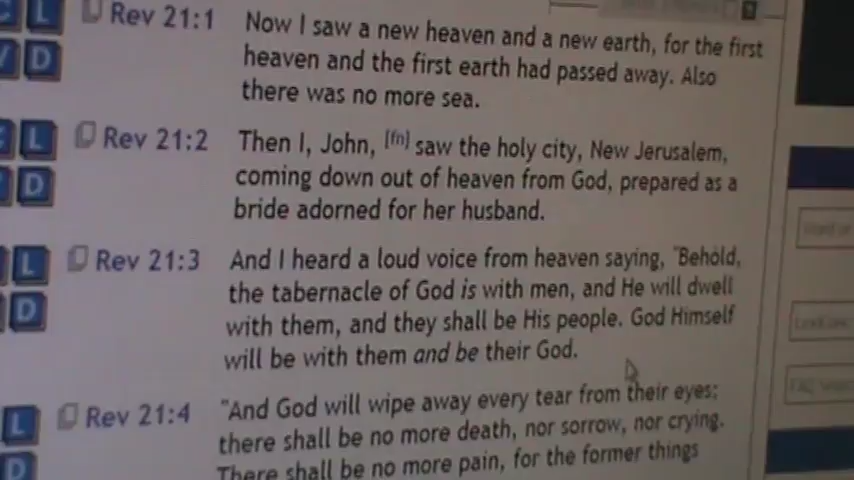 L
Rev 21:1 Now I saw a new heaven and a new earth, for the first
D heaven and the first earth had passed away. Also
there was no more sea.
L Rev 21:2 Then I, John, [fn] saw the holy city, New Jerusalem,
D coming down out of heaven from God, prepared as a
bride adorned for her husband.
L Rev 21:3 And I heard a loud voice from heaven saying, "Behold,
D the tabernacle of God is with men, and He will dwell
with them, and they shall be His people. God Himself
will be with them and be their God.
L Rev 21:4 "And God will wipe away every tear from their eyes;
there shall be no more death, nor sorrow, nor crying.
D There shall be no more pain, for the former things